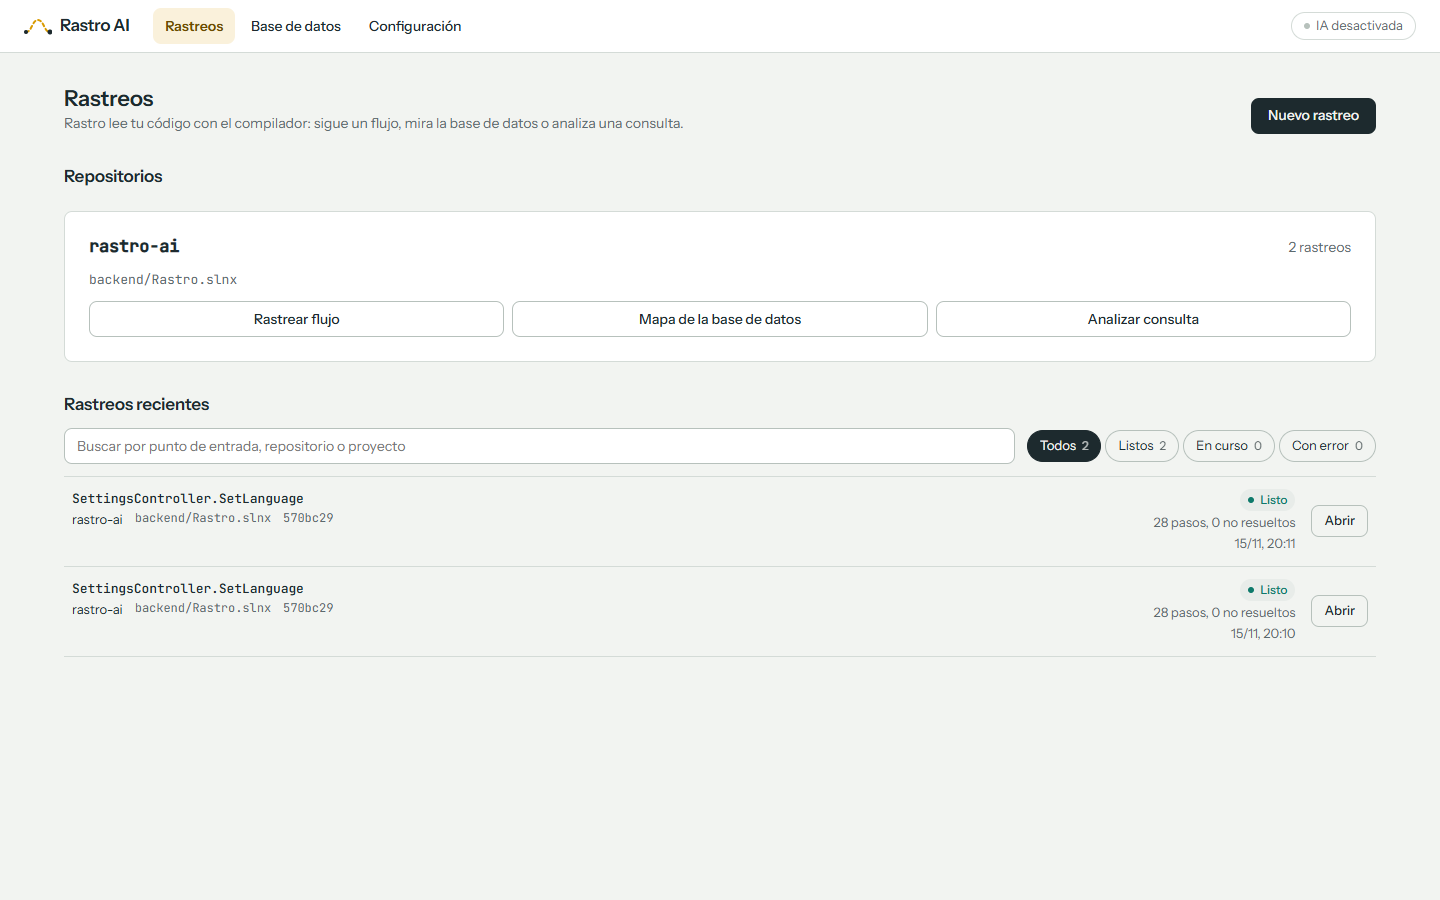 Rastro AI
Rastreos
Base de datos
Configuración
IA desactivada
Rastreos
Rastro lee tu código con el compilador: sigue un flujo, mira la base de datos o analiza una consulta.
Nuevo rastreo
Repositorios
rastro-ai
2 rastreos
backend/Rastro.slnx
Rastrear flujo
Mapa de la base de datos
Analizar consulta
Rastreos recientes
Buscar por punto de entrada, repositorio o proyecto
Todos 2
Listos 2
En curso 0
Con error 0
SettingsController.SetLanguage
rastro-ai backend/Rastro.slnx 570bc29
Listo
28 pasos, 0 no resueltos
15/11, 20:11
Abrir
SettingsController.SetLanguage
rastro-ai backend/Rastro.slnx 570bc29
Listo
28 pasos, 0 no resueltos
15/11, 20:10
Abrir